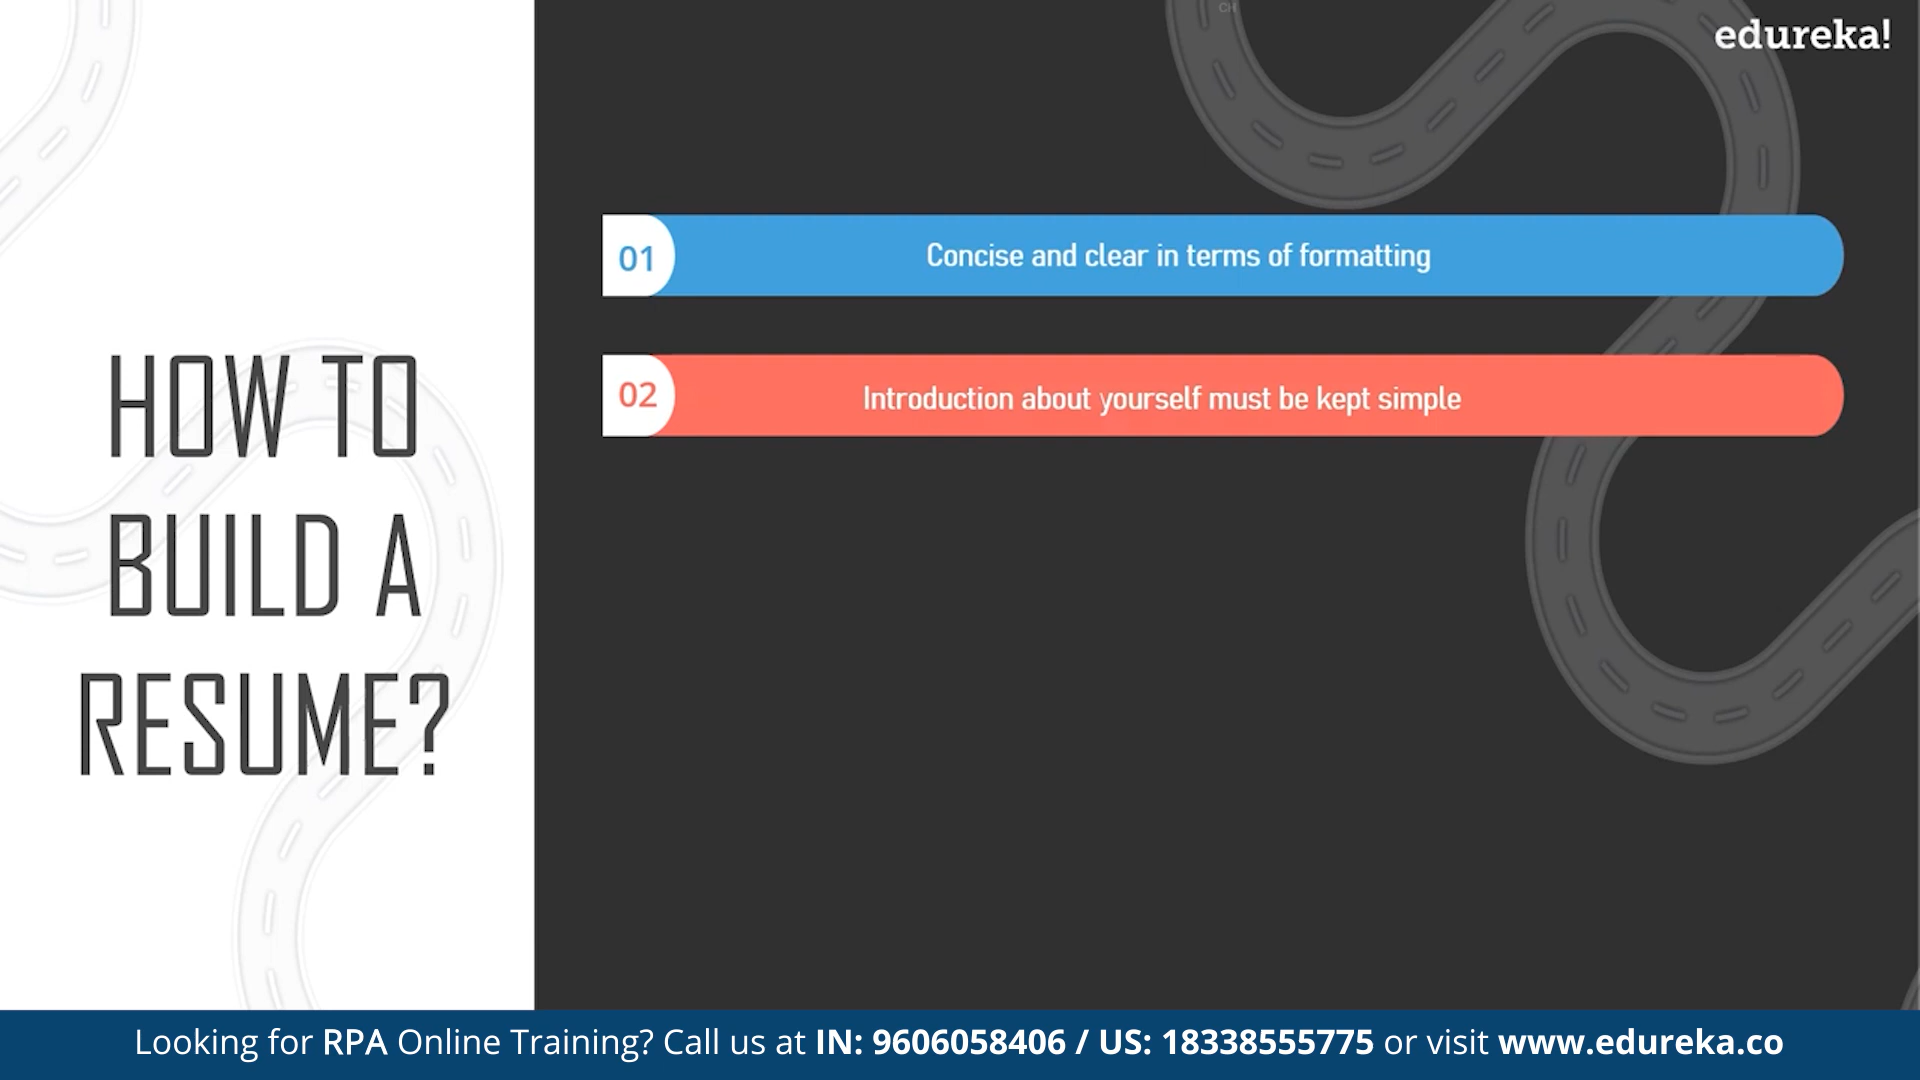 edureka!
HOW TO
BUILD A
RESUME?
01 Concise and clear in terms of formatting
02 Introduction about yourself must be kept simple
Looking for RPA Online Training? Call us at IN: 9606058406 / US: 18338555775 or visit www.edureka.co